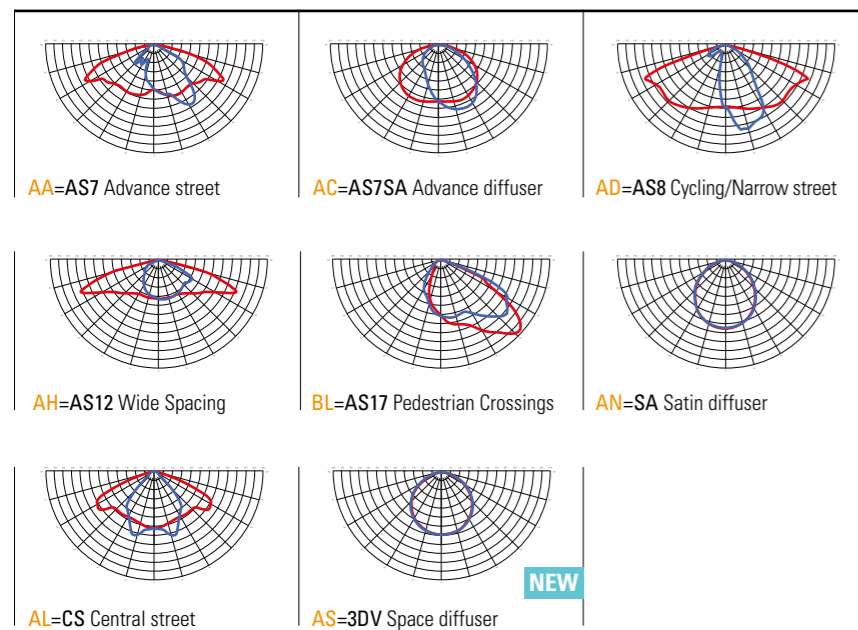 AA=AS7 Advance street
AC=AS7SA Advance diffuser
AD=AS8 Cycling/Narrow street
AH=AS12 Wide Spacing
BL=AS17 Pedestrian Crossings
AN=SA Satin diffuser
NEW
AL=CS Central street
AS=3DV Space diffuser